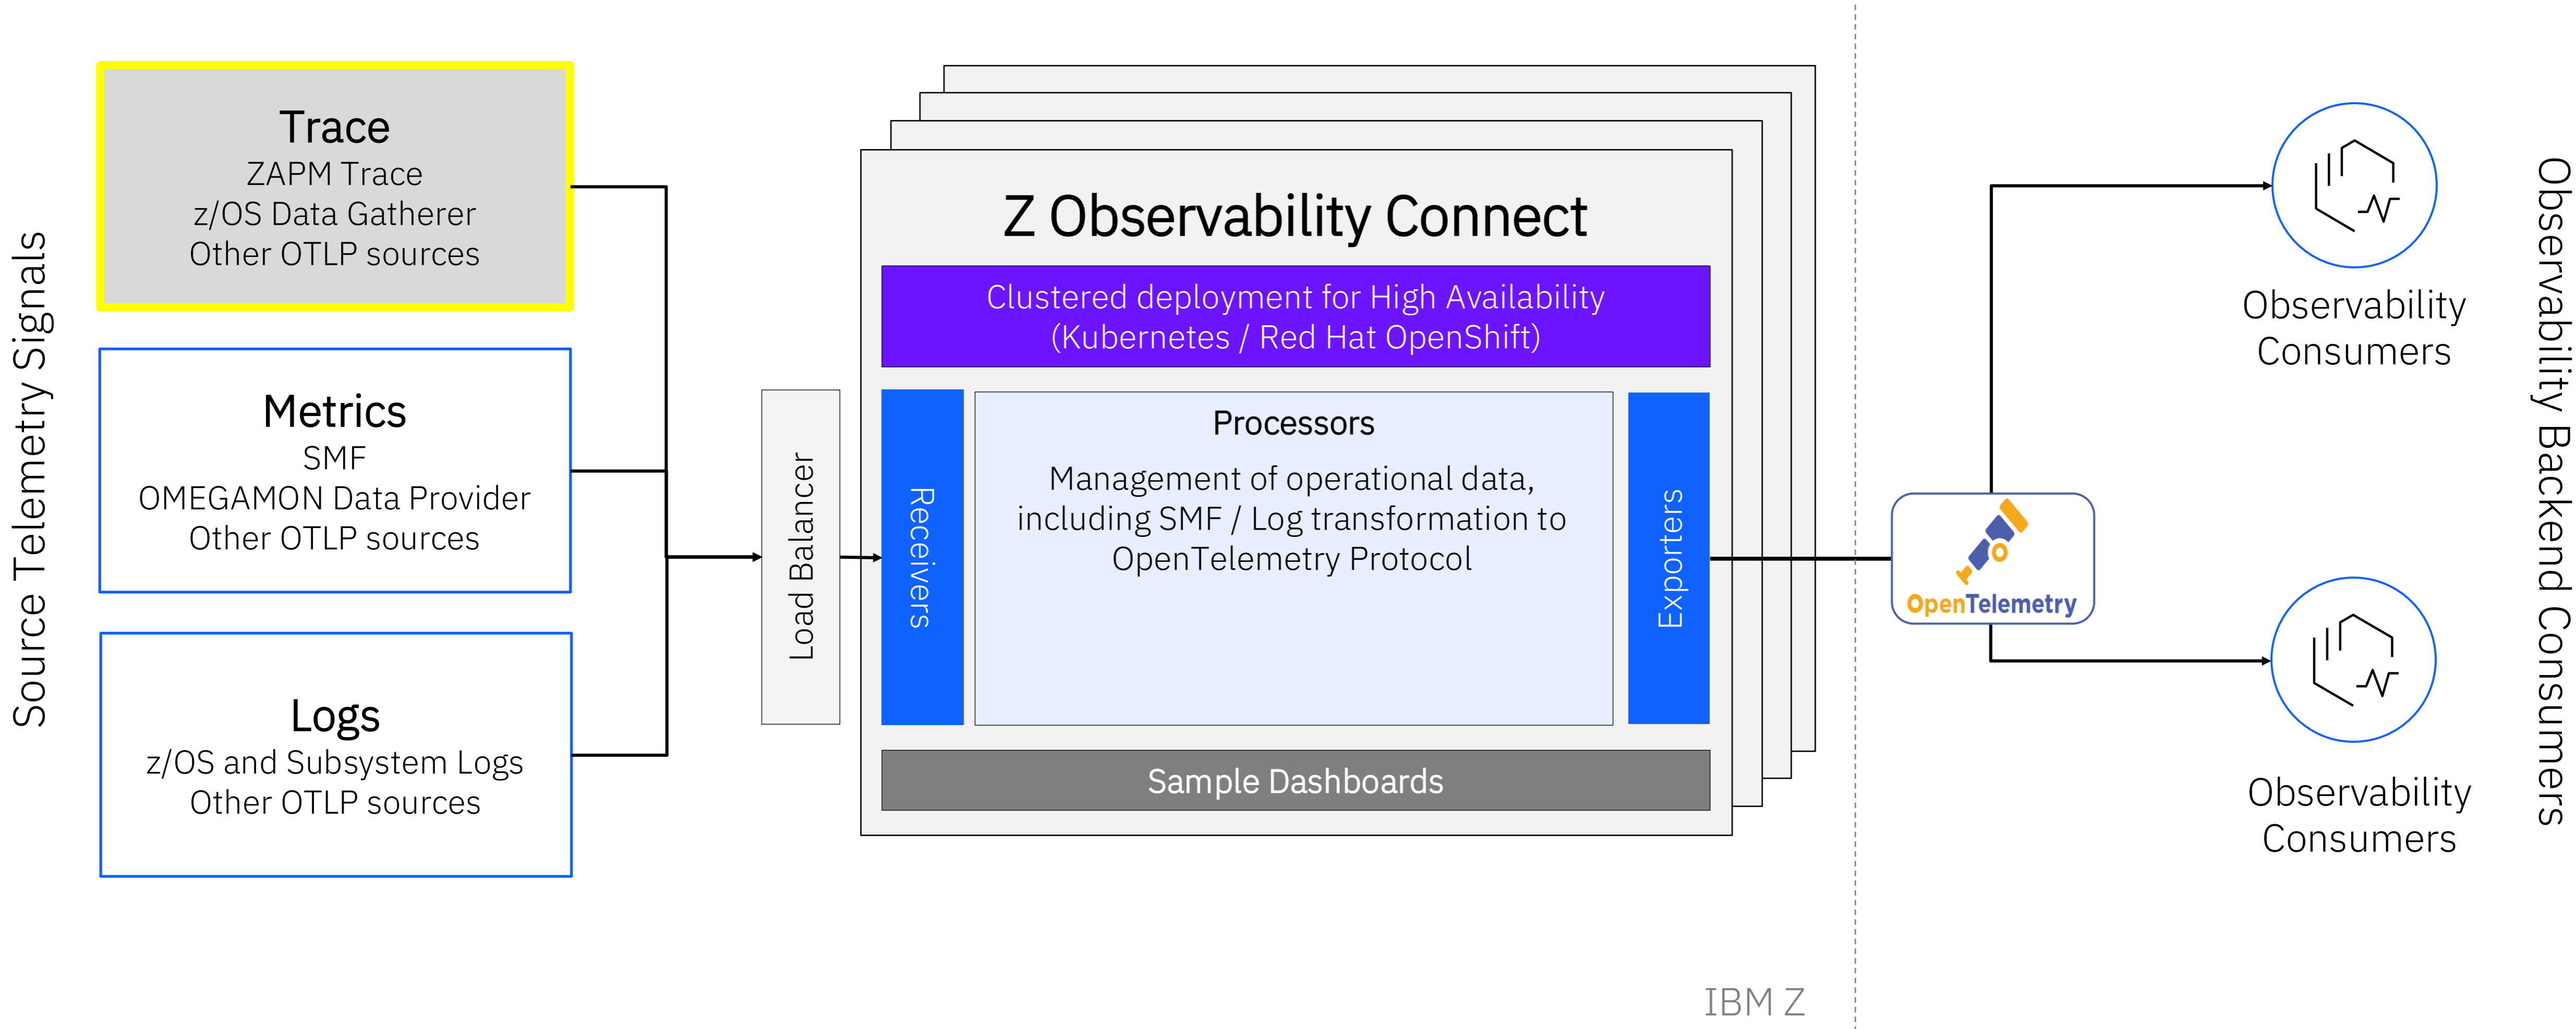 Source Telemetry Signals
Trace
ZAPM Trace
z/OS Data Gatherer
Other OTLP sources
Metrics
SMF
OMEGAMON Data Provider
Other OTLP sources
Logs
z/OS and Subsystem Logs
Other OTLP sources
Load Balancer
Z Observability Connect
Clustered deployment for High Availability
(Kubernetes / Red Hat OpenShift)
Receivers
Processors
Management of operational data,
including SMF / Log transformation to
OpenTelemetry Protocol
Exporters
Sample Dashboards
IBM Z
OpenTelemetry
Observability
Consumers
Observability
Consumers
Observability Backend Consumers